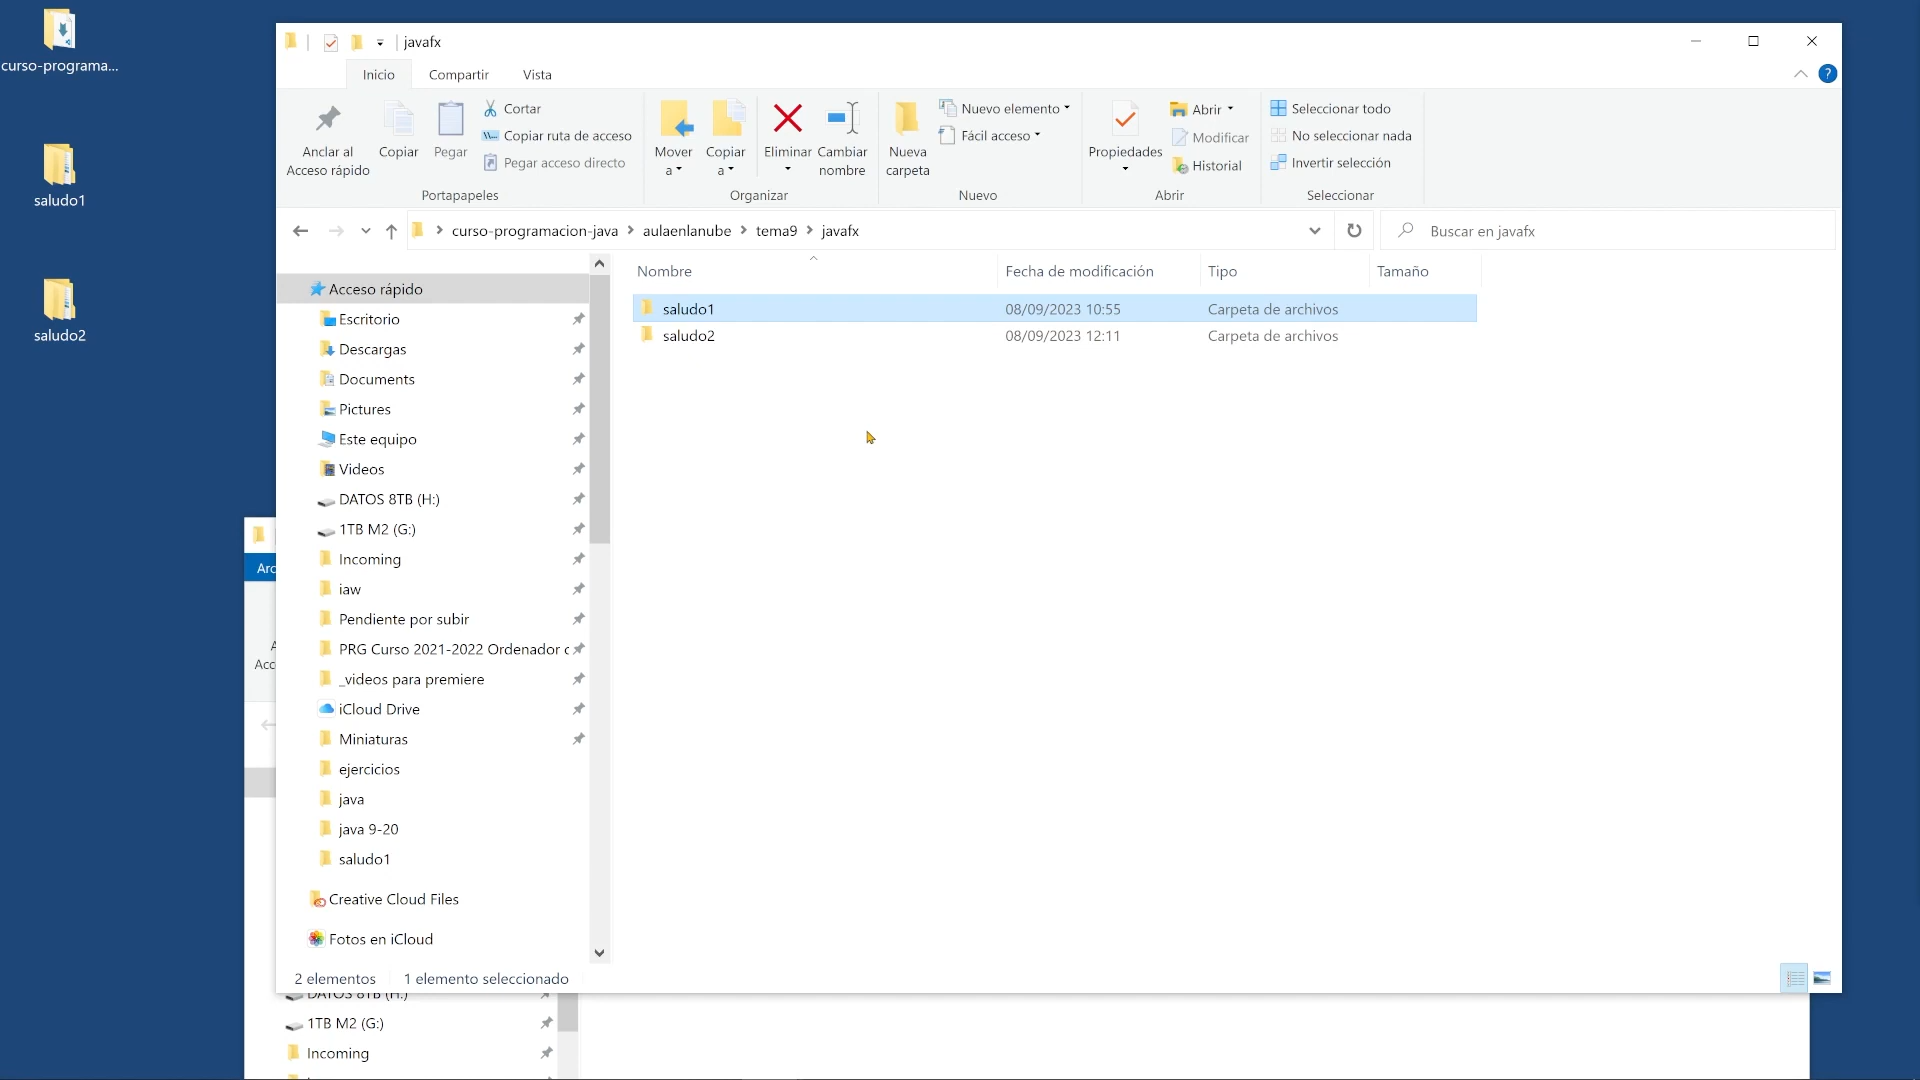 curso-programa...
saludo1
saludo2
javafx
Inicio
Compartir
Vista
?
Anclar al
Acceso rápido
Copiar
Pegar
Cortar
Copiar ruta de acceso
Pegar acceso directo
Portapapeles
Mover
a
Copiar
a
Eliminar
Cambiar
nombre
Organizar
Nueva
carpeta
Nuevo elemento
Fácil acceso
Nuevo
Propiedades
Abrir
Modificar
Historial
Abrir
Seleccionar todo
No seleccionar nada
Invertir selección
Seleccionar
curso-programacion-java > aulaenlanube > tema9 > javafx
Buscar en javafx
Nombre
Fecha de modificación
Tipo
Tamaño
saludo1 08/09/2023 10:55 Carpeta de archivos
saludo2 08/09/2023 12:11 Carpeta de archivos
Acceso rápido
Escritorio
Descargas
Documents
Pictures
Este equipo
Videos
DATOS 8TB (H:)
1TB M2 (G:)
Incoming
iaw
Pendiente por subir
PRG Curso 2021-2022 Ordenador c
_videos para premiere
iCloud Drive
Miniaturas
ejercicios
java
java 9-20
saludo1
Creative Cloud Files
Fotos en iCloud
2 elementos
1 elemento seleccionado
Arc
A
Acc
DATOS 8TB (H:)
1TB M2 (G:)
Incoming